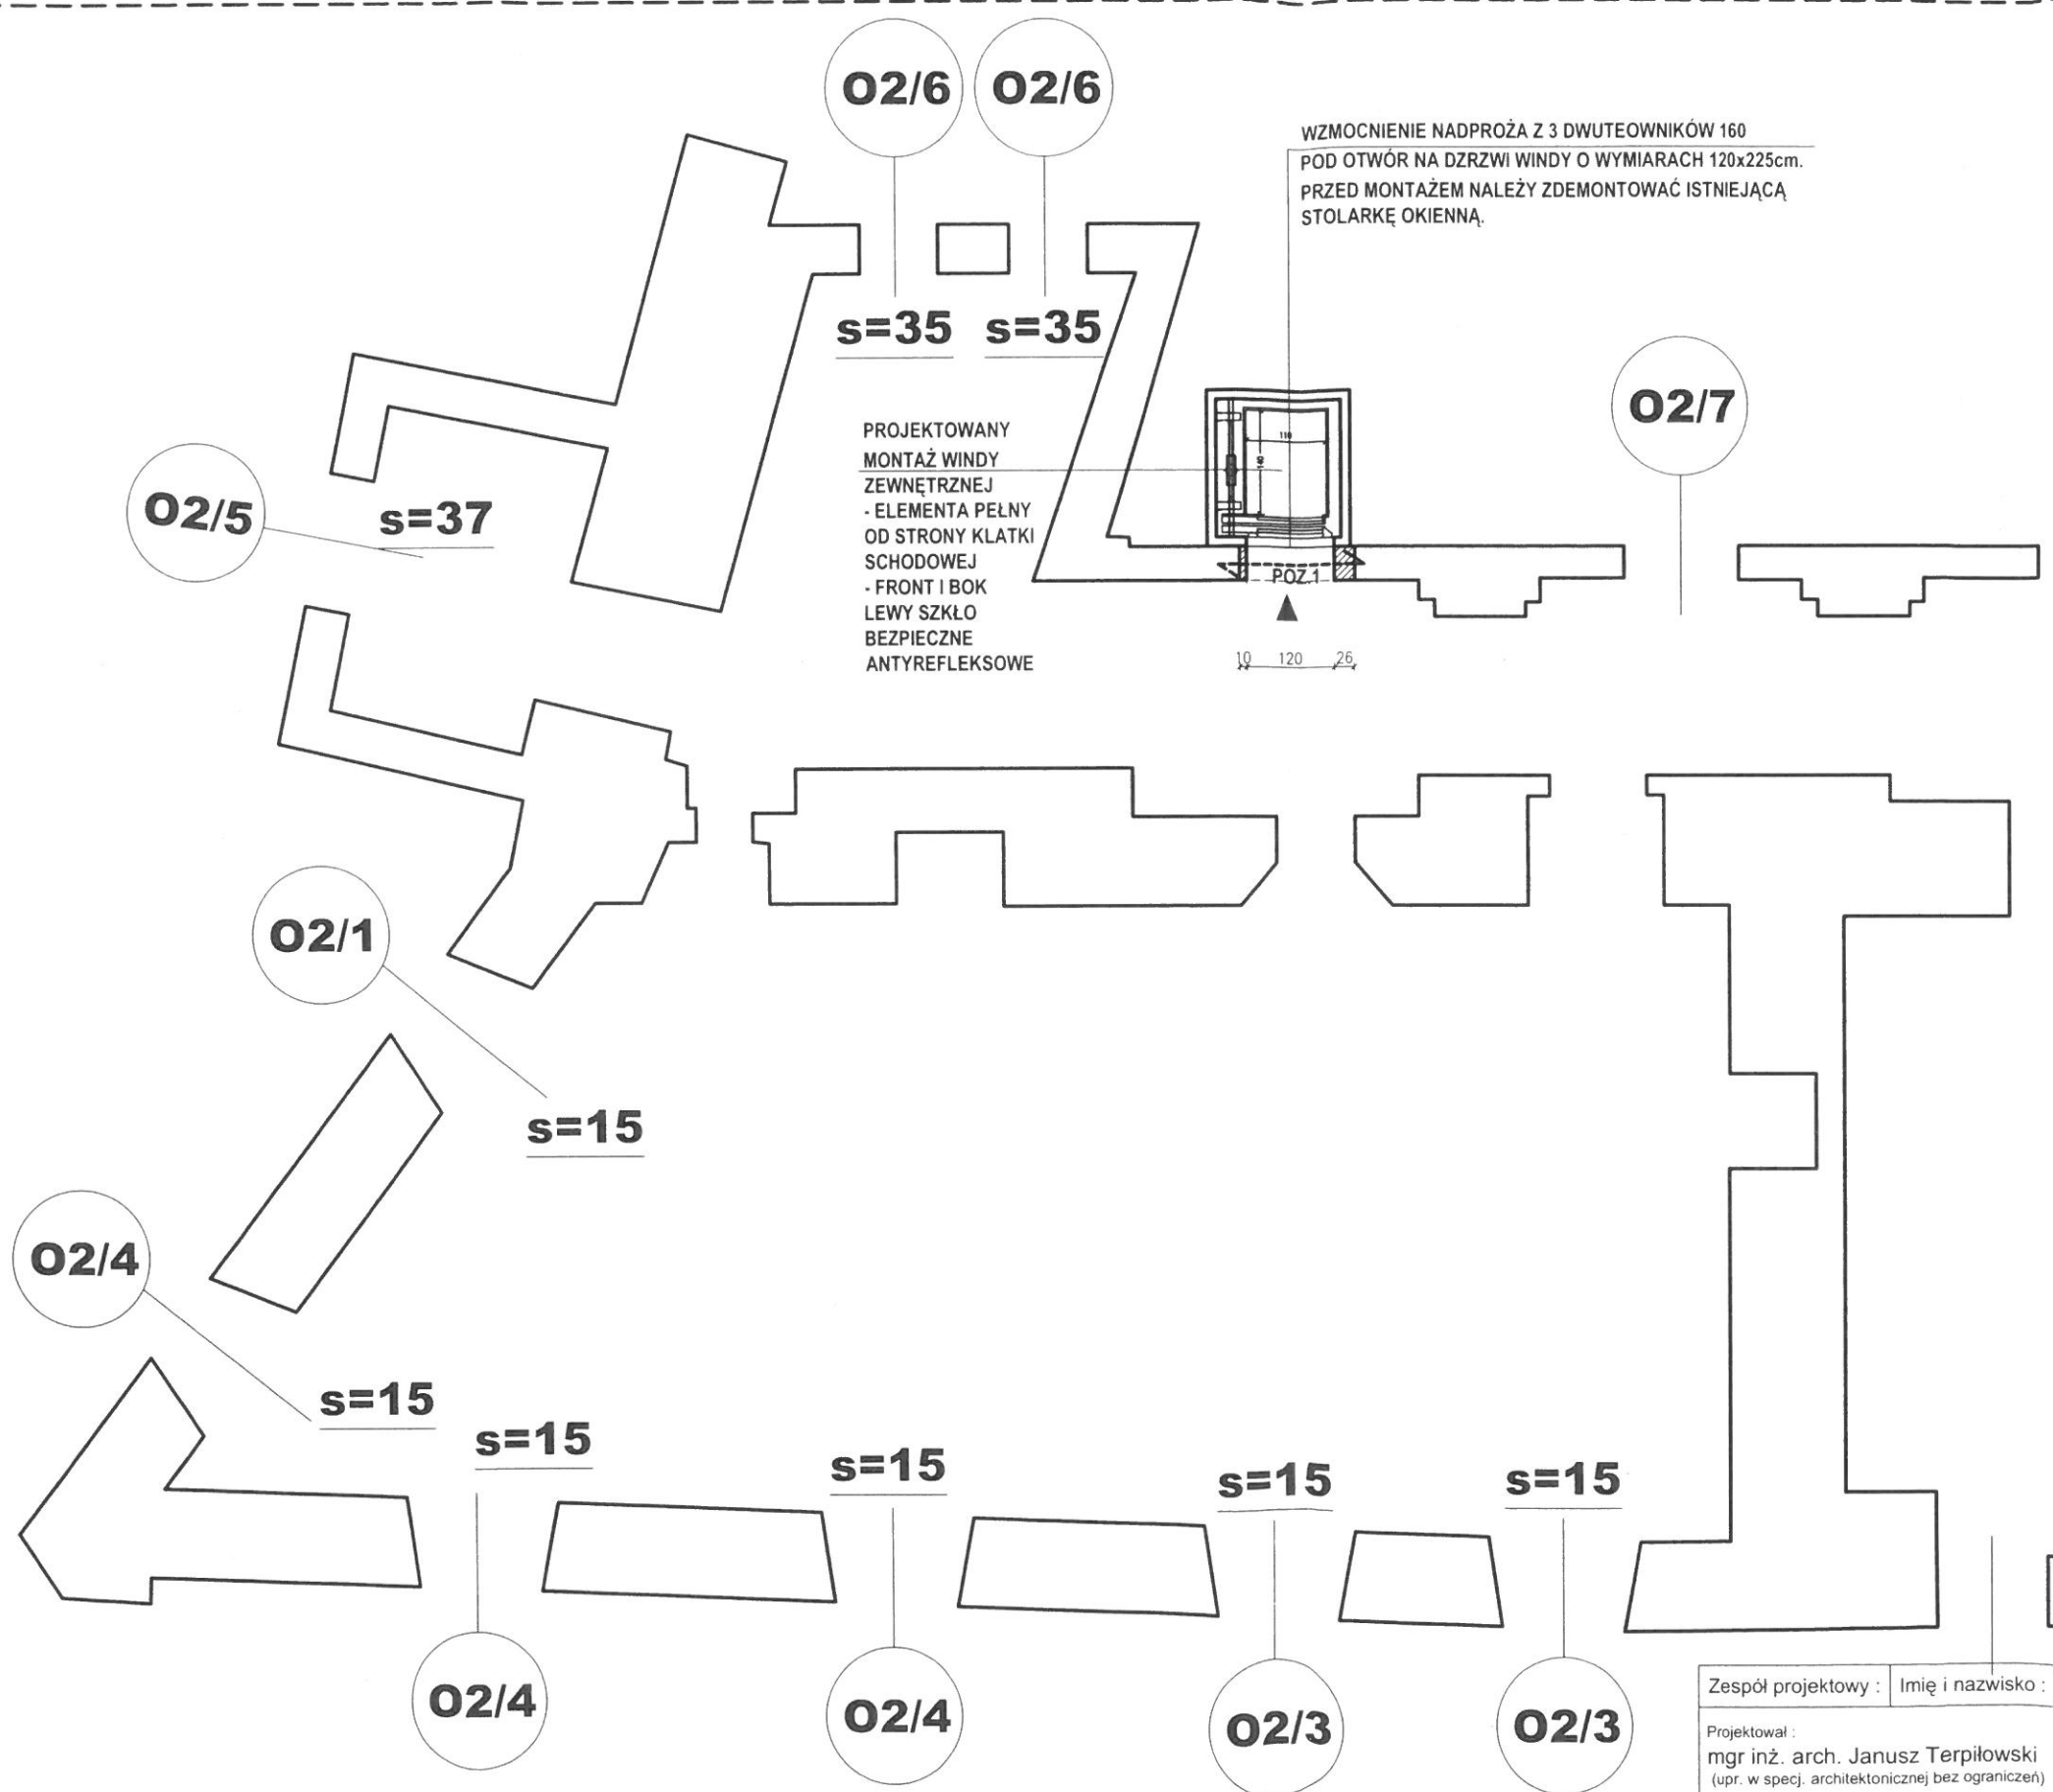 O2/6 O2/6
WZMOCNIENIE NADPROŻA Z 3 DWUTEOWNIKÓW 160
POD OTWÓR NA DZRZWI WINDY O WYMIARACH 120x225cm.
PRZED MONTAŻEM NALEŻY ZDEMONTOWAĆ ISTNIEJĄCĄ
STOLARKĘ OKIENNĄ.
s=35 s=35
O2/7
PROJEKTOWANY
MONTAŻ WINDY
ZEWNĘTRZNEJ
- ELEMENTA PEŁNY
OD STRONY KLATKI
SCHODOWEJ
- FRONT I BOK
LEWY SZKŁO
BEZPIECZNE
ANTYREFLEKSOWE
110
140
POZ.1
10 120 26
O2/5
s=37
O2/1
s=15
O2/4
s=15
s=15
s=15
s=15
s=15
O2/4
O2/4
O2/3
O2/3
Zespół projektowy : Imię i nazwisko :
Projektował :
mgr inż. arch. Janusz Terpiłowski
(upr. w specj. architektonicznej bez ograniczeń)